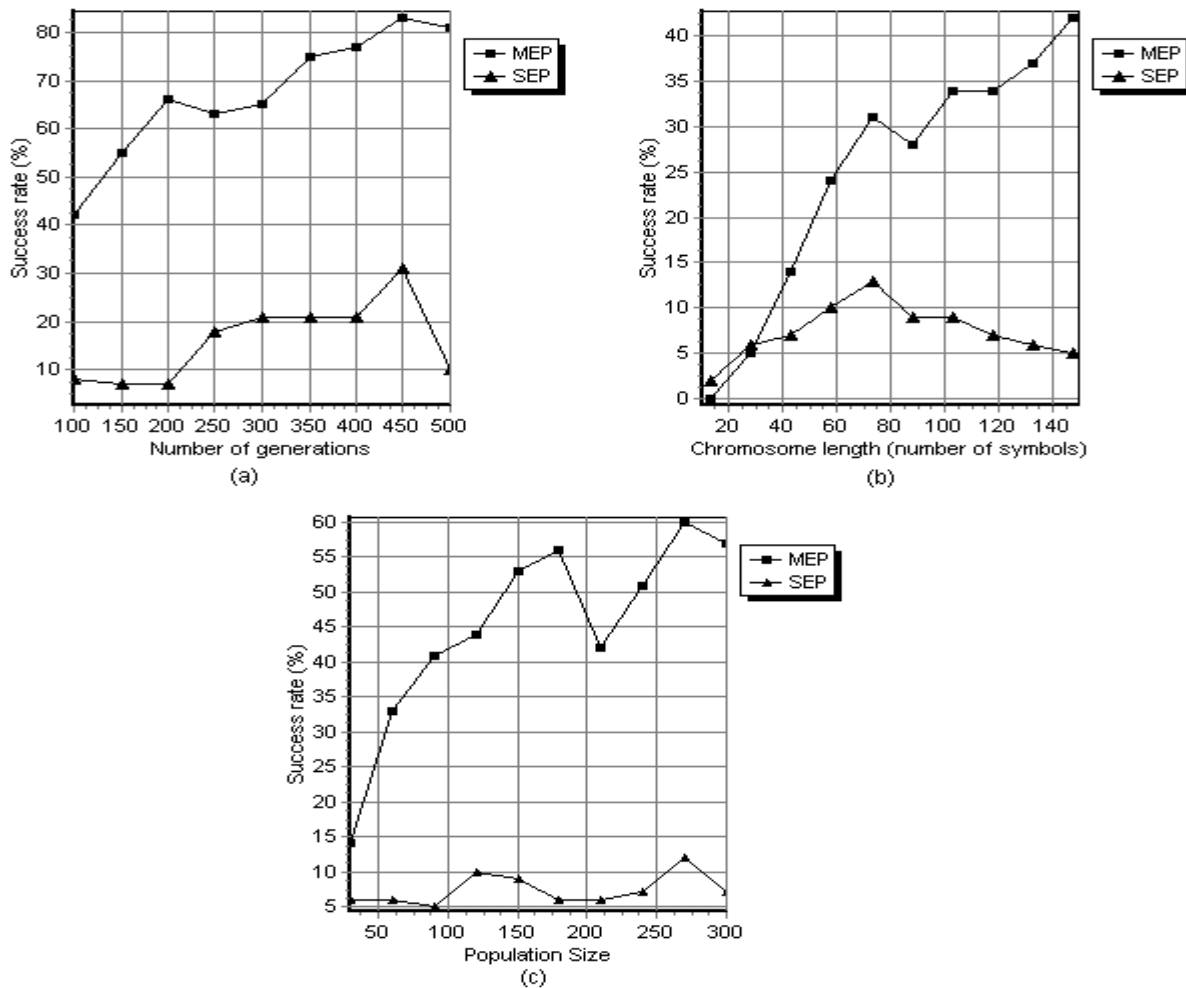 80
70
60
50
40
30
20
10
Success rate (%)
100 150 200 250 300 350 400 450 500
Number of generations
(a)
MEP
SEP
40
35
30
25
20
15
10
5
0
Success rate (%)
20 40 60 80 100 120 140
Chromosome length (number of symbols)
(b)
MEP
SEP
60
55
50
45
40
35
30
25
20
15
10
5
Success rate (%)
50 100 150 200 250 300
Population Size
(c)
MEP
SEP